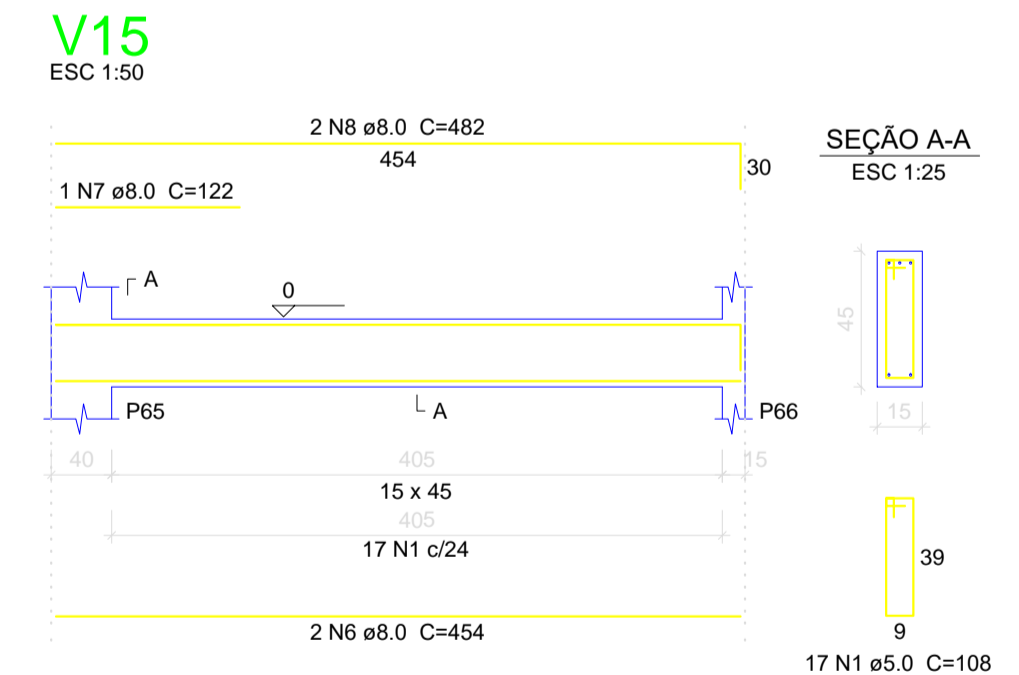 V15
ESC 1:50
2 N8 ø8.0 C=482
454
30
1 N7 ø8.0 C=122
SEÇÃO A-A
ESC 1:25
A
0
45
P65
A
P66
15
40
405
15
15 x 45
405
17 N1 c/24
39
2 N6 ø8.0 C=454
9
17 N1 ø5.0 C=108